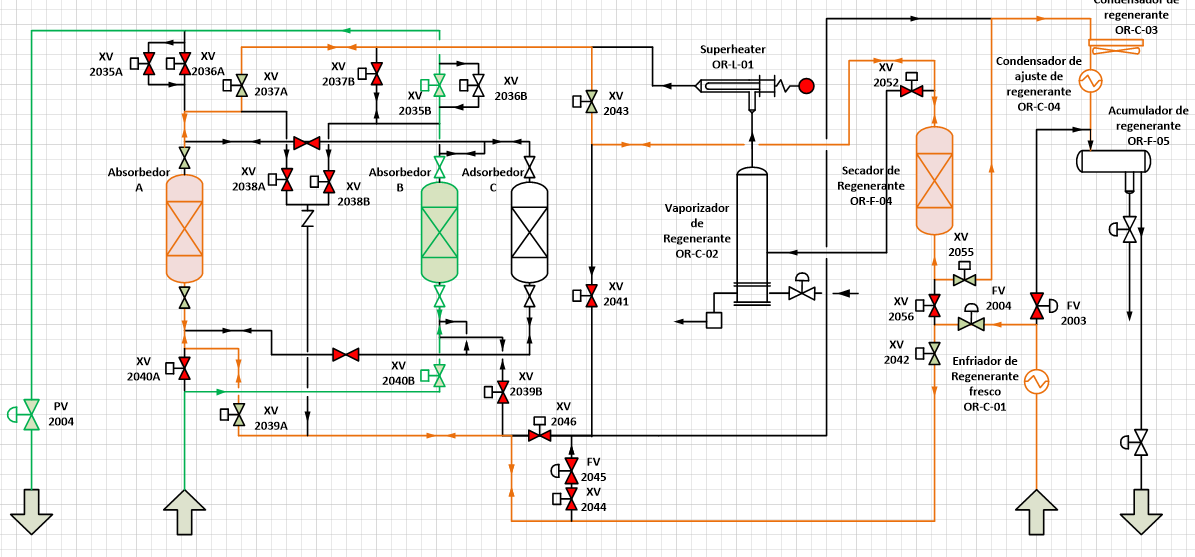 Condensador de
regenerante
OR-C-03
XV
2035A
XV
2036A
XV
2037A
XV
2037B
XV
2035B
XV
2036B
XV
2043
Superheater
OR-L-01
XV
2052
Condensador de
ajuste de
regenerante
OR-C-04
Acumulador de
regenerante
OR-F-05
Absorbedor
A
XV
2038A
XV
2038B
Absorbedor
B
Adsorbedor
C
Secador de
Regenerante
OR-F-04
Vaporizador
de
Regenerante
OR-C-02
XV
2055
XV
2041
XV
2056
FV
2004
FV
2003
XV
2042
XV
2040A
XV
2040B
XV
2039B
Enfriador de
Regenerante
fresco
OR-C-01
PV
2004
XV
2039A
XV
2046
FV
2045
XV
2044